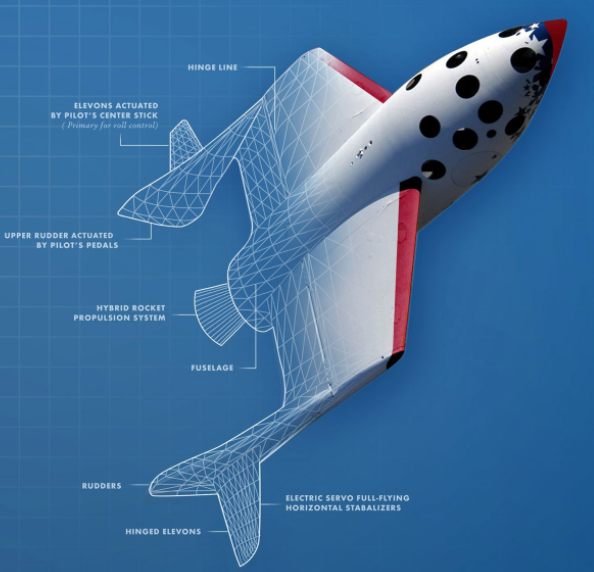 HINGE LINE
ELEVONS ACTUATED
BY PILOT'S CENTER STICK
( Primary for roll control)
UPPER RUDDER ACTUATED
BY PILOT'S PEDALS
HYBRID ROCKET
PROPULSION SYSTEM
FUSELAGE
RUDDERS
ELECTRIC SERVO FULL-FLYING
HORIZONTAL STABALIZERS
HINGED ELEVONS